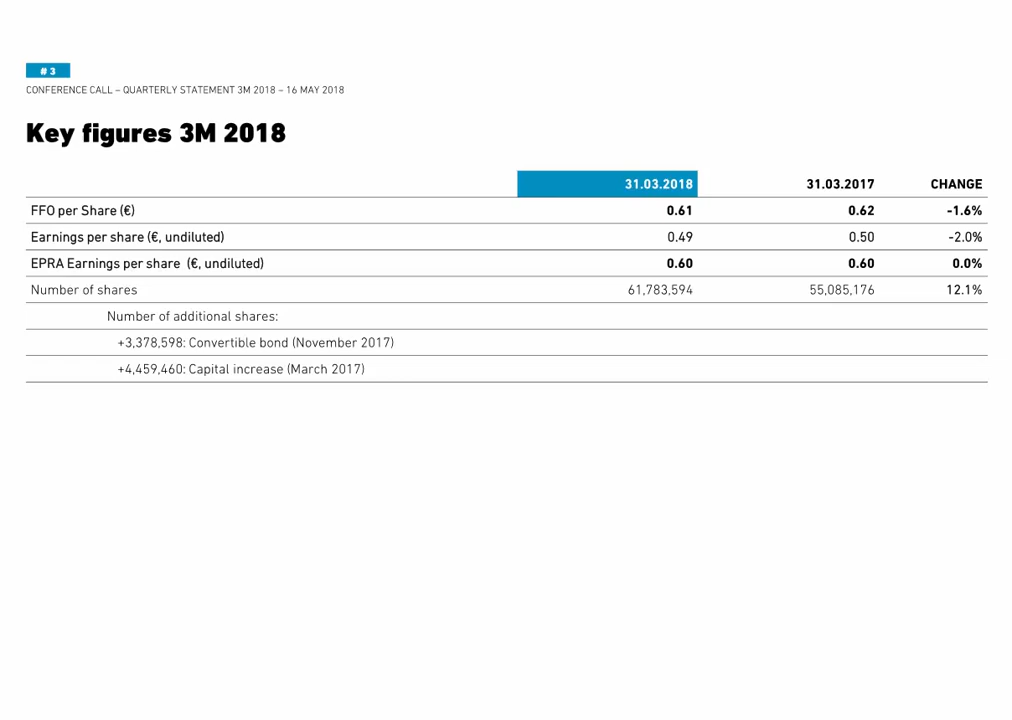 # 3
CONFERENCE CALL – QUARTERLY STATEMENT 3M 2018 – 16 MAY 2018
Key figures 3M 2018
31.03.2018 31.03.2017 CHANGE
FFO per Share (€) 0.61 0.62 -1.6%
Earnings per share (€, undiluted) 0.49 0.50 -2.0%
EPRA Earnings per share (€, undiluted) 0.60 0.60 0.0%
Number of shares 61,783,594 55,085,176 12.1%
Number of additional shares:
+3,378,598: Convertible bond (November 2017)
+4,459,460: Capital increase (March 2017)